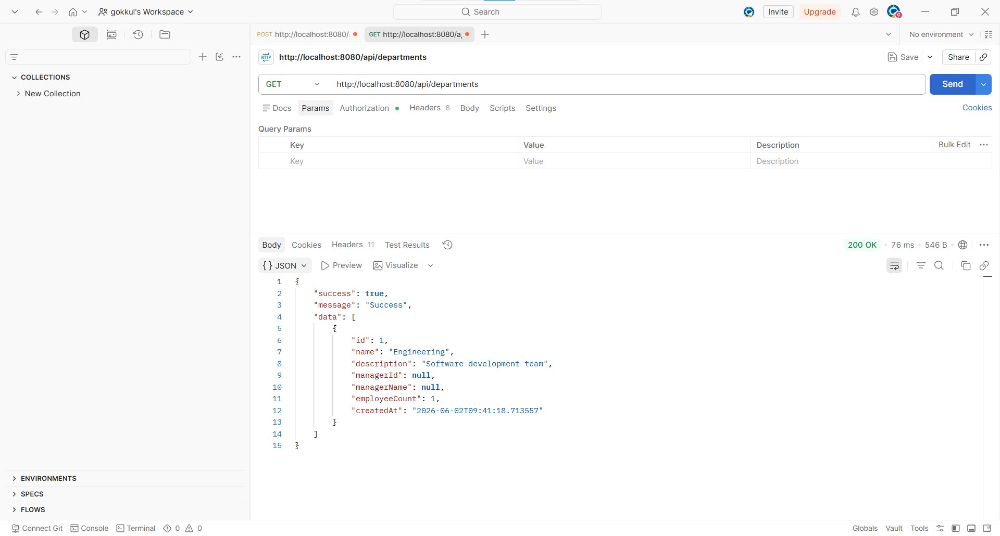 gokkul's Workspace
Search
Invite
Upgrade
G
POST http://localhost:8080/
GET http://localhost:8080/a
No environment
HTTP http://localhost:8080/api/departments
Save
Share
GET http://localhost:8080/api/departments
Send
COLLECTIONS
New Collection
Docs Params Authorization Headers 8 Body Scripts Settings
Cookies
Query Params
Key Value Description Bulk Edit
Key Value Description
Body Cookies Headers 11 Test Results
200 OK • 76 ms • 546 B
{} JSON Preview Visualize
1 {
2 "success": true,
3 "message": "Success",
4 "data": [
5 {
6 "id": 1,
7 "name": "Engineering",
8 "description": "Software development team",
9 "managerId": null,
10 "managerName": null,
11 "employeeCount": 1,
12 "createdAt": "2026-06-02T09:41:18.713557"
13 }
14 ]
15 }
ENVIRONMENTS
SPECS
FLOWS
Connect Git Console Terminal 0 0
Globals Vault Tools